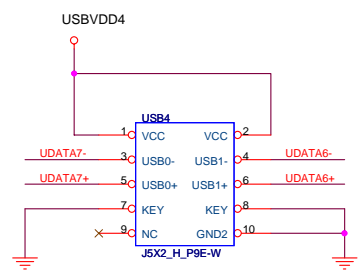 USBVDD4
USB4
1 VCC VCC 2
UDATA7- 3 USB0- USB1- 4 UDATA6-
UDATA7+ 5 USB0+ USB1+ 6 UDATA6+
7 KEY KEY 8
9 NC GND2 10
J5X2_H_P9E-W